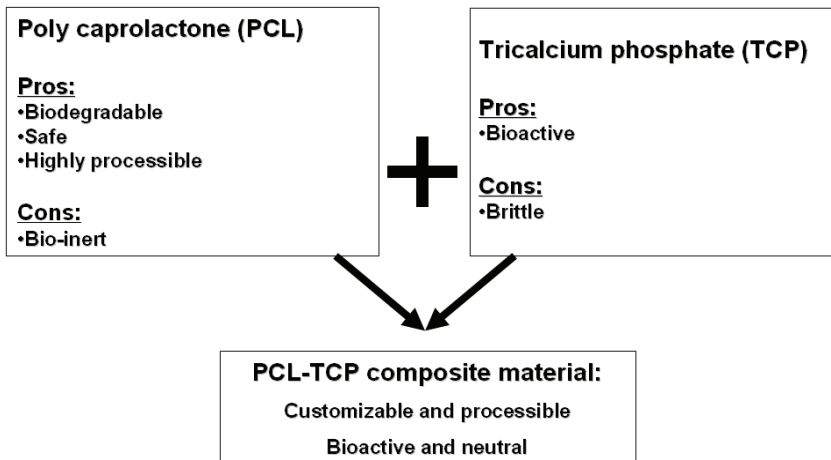 Poly caprolactone (PCL)
Pros:
•Biodegradable
•Safe
•Highly processible
Cons:
•Bio-inert
Tricalcium phosphate (TCP)
Pros:
•Bioactive
Cons:
•Brittle
PCL-TCP composite material:
Customizable and processible
Bioactive and neutral